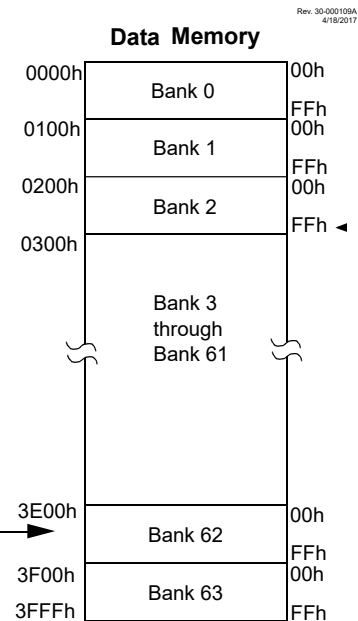 Rev. 30-000109A
4/18/2017
Data Memory
0000h
00h
Bank 0
FFh
0100h
00h
Bank 1
FFh
0200h
00h
Bank 2
FFh
0300h
Bank 3
through
Bank 61
3E00h
00h
Bank 62
FFh
3F00h
00h
Bank 63
3FFFh
FFh